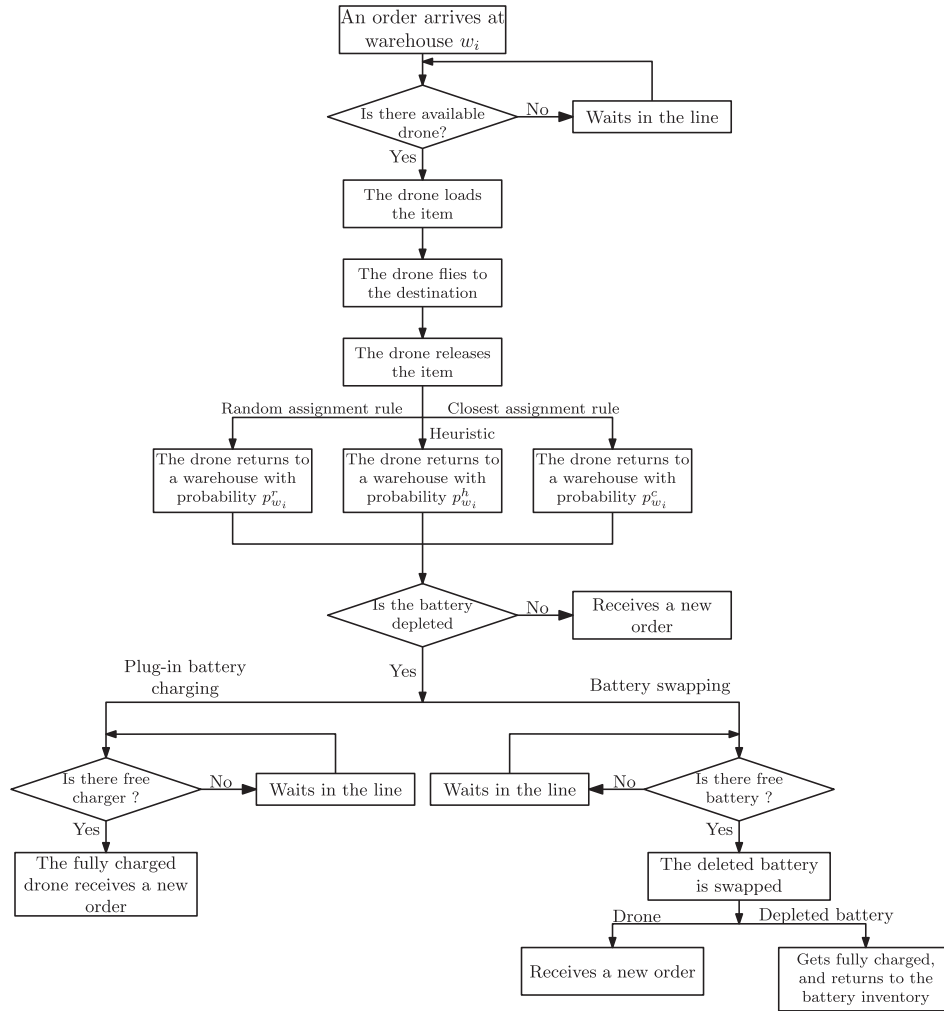 An order arrives at
warehouse $w_i$
Is there available
drone?
No
Waits in the line
Yes
The drone loads
the item
The drone flies to
the destination
The drone releases
the item
Random assignment rule
Closest assignment rule
Heuristic
The drone returns to
a warehouse with
probability $p^r_{w_i}$
The drone returns to
a warehouse with
probability $p^h_{w_i}$
The drone returns to
a warehouse with
probability $p^c_{w_i}$
Is the battery
depleted
No
Receives a new
order
Yes
Plug-in battery
charging
Battery swapping
Is there free
charger ?
No
Waits in the line
Waits in the line
No
Is there free
battery ?
Yes
Yes
The fully charged
drone receives a new
order
The deleted battery
is swapped
Drone
Depleted battery
Receives a new order
Gets fully charged,
and returns to the
battery inventory